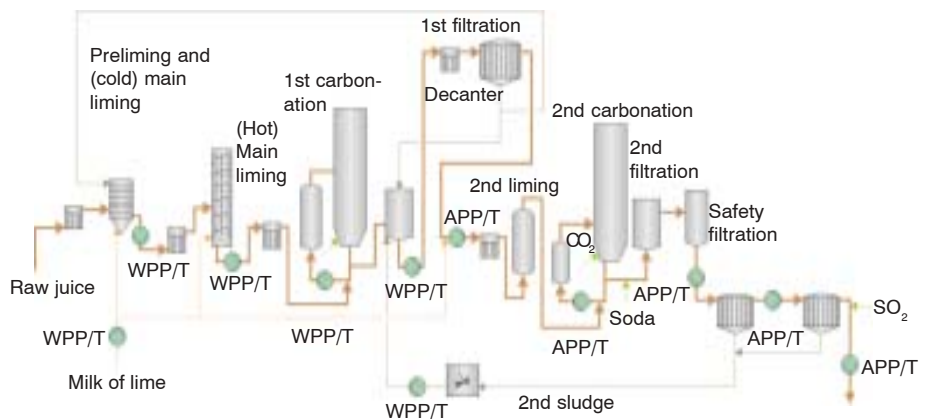 1st filtration
Preliming and
(cold) main
liming
1st carbon-
ation
Decanter
2nd carbonation
(Hot)
Main
liming
2nd
filtration
2nd liming
APP/T
Safety
filtration
CO2
WPP/T
WPP/T
WPP/T
APP/T
Raw juice
Soda
SO2
WPP/T
WPP/T
APP/T
APP/T
APP/T
Milk of lime
2nd sludge
WPP/T